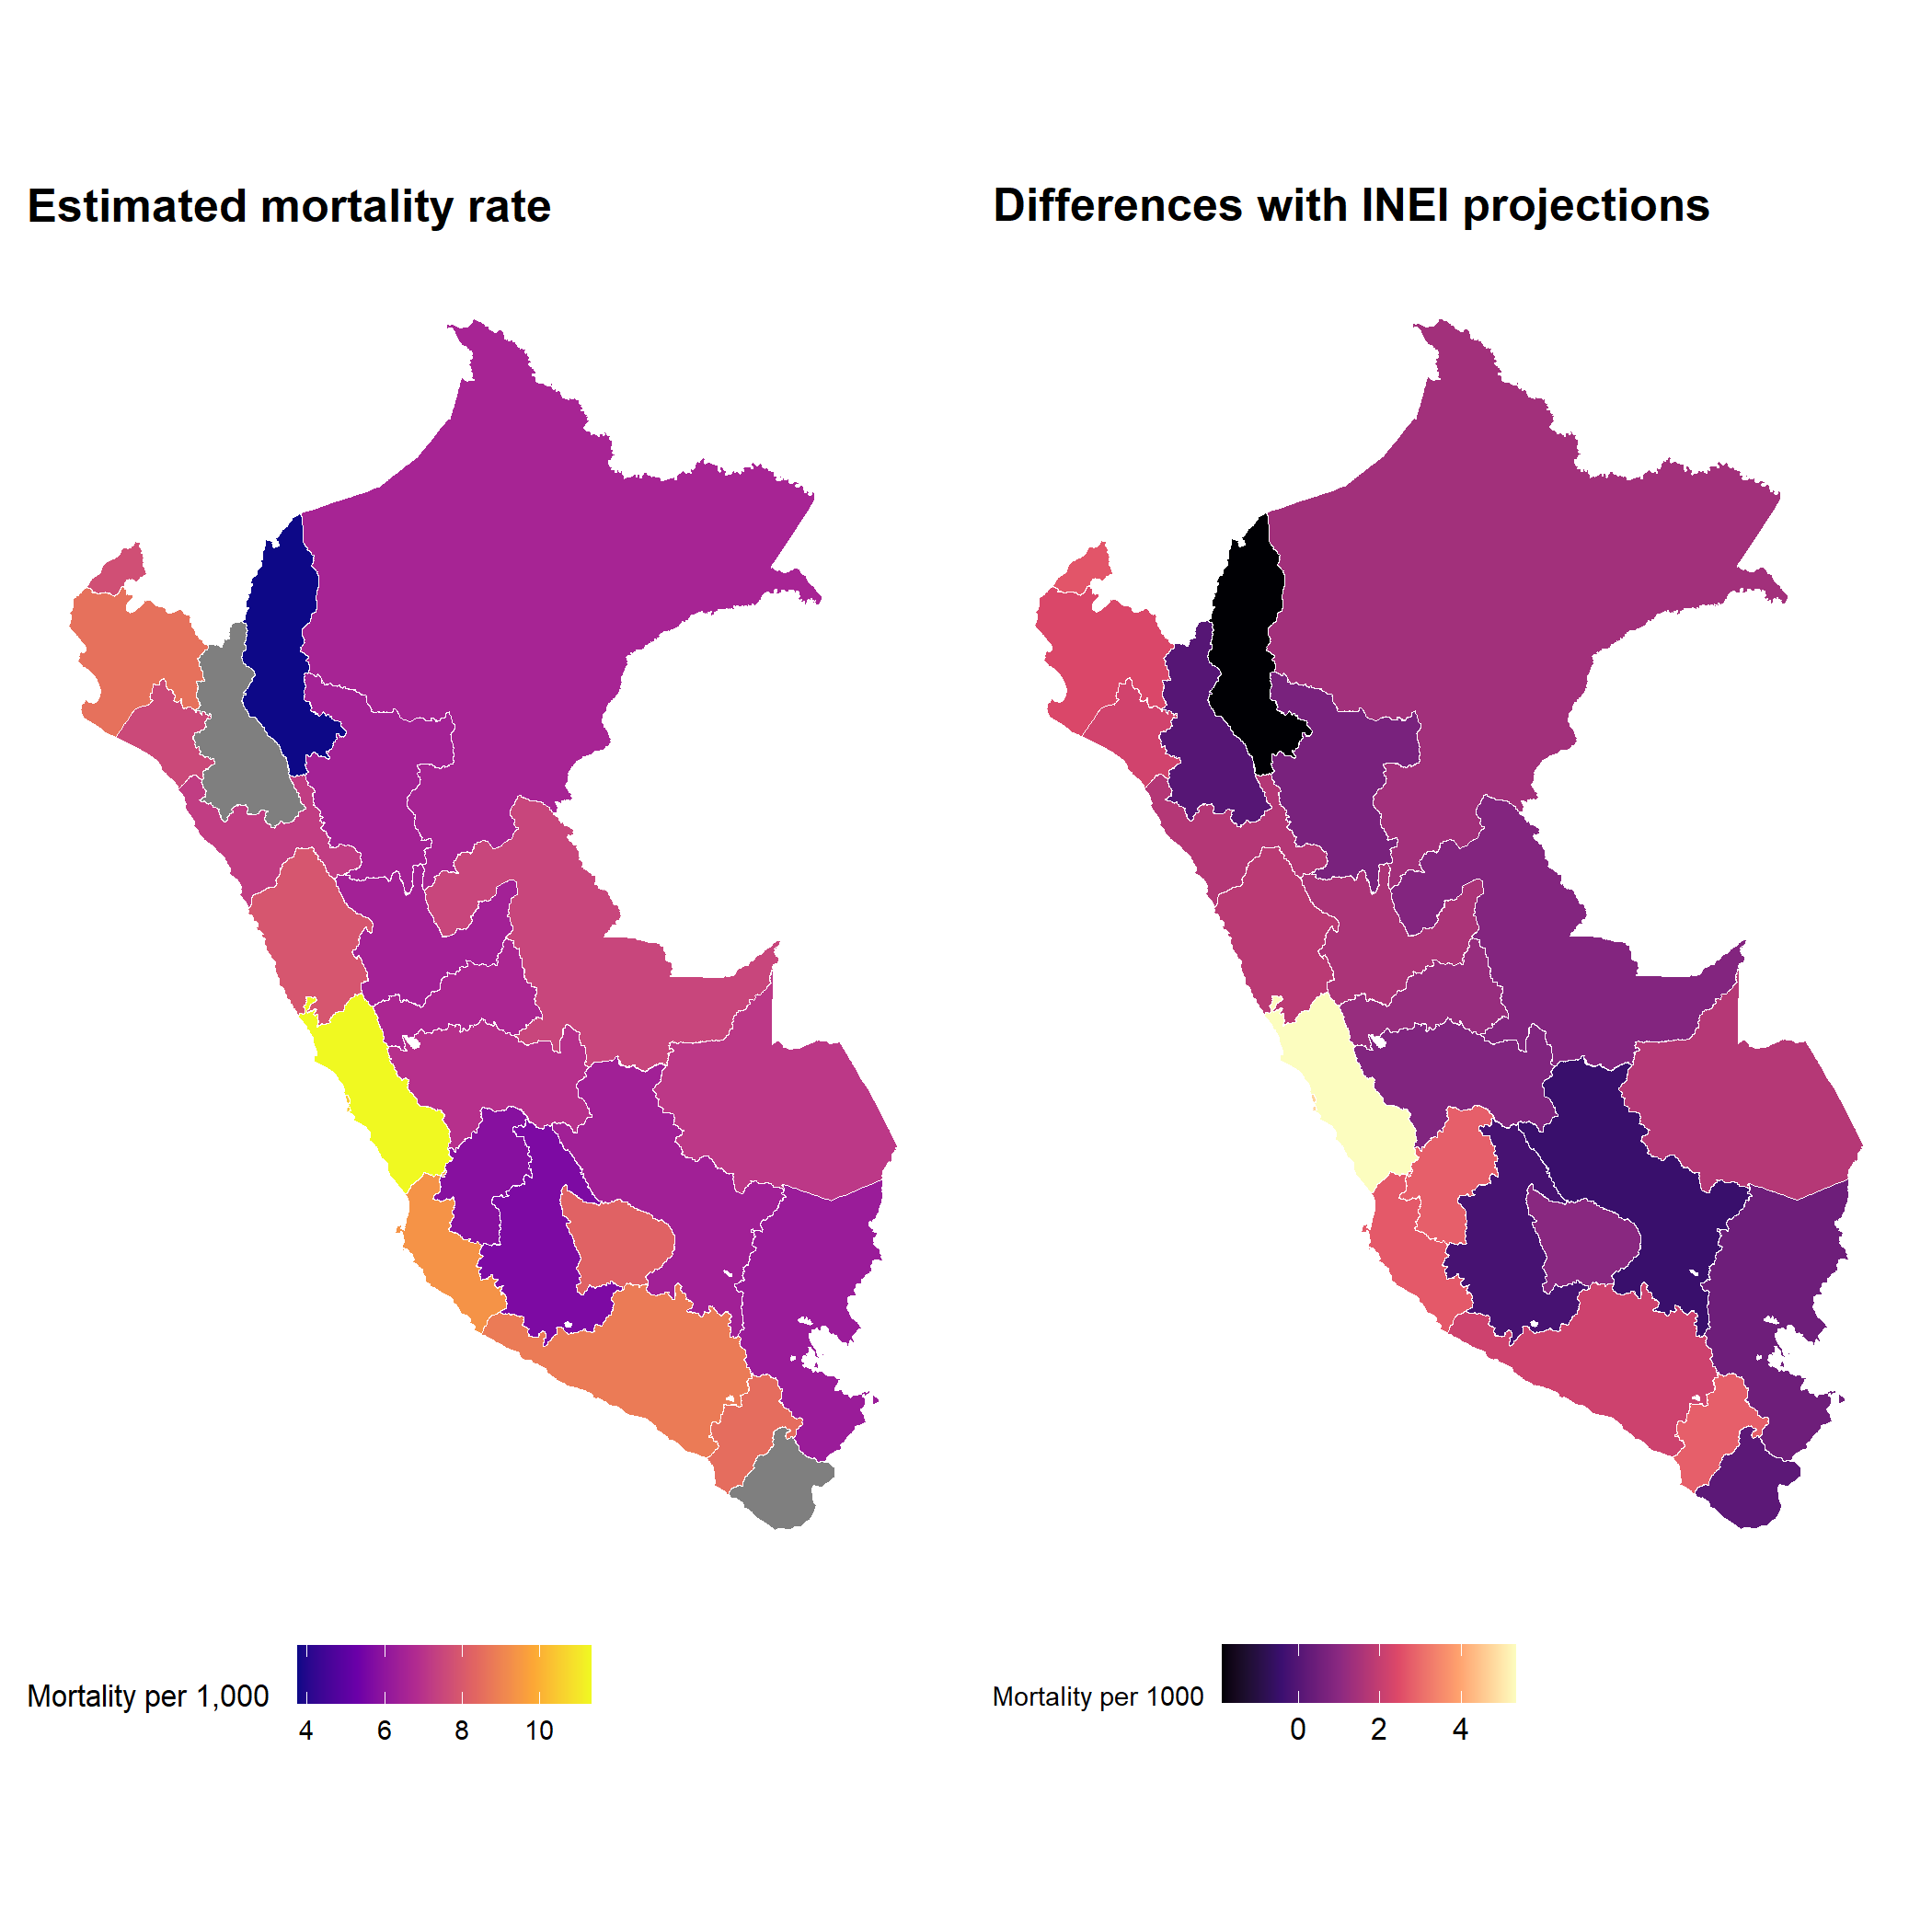 Estimated mortality rate
Differences with INEI projections
Mortality per 1,000
4 6 8 10
Mortality per 1000
0 2 4